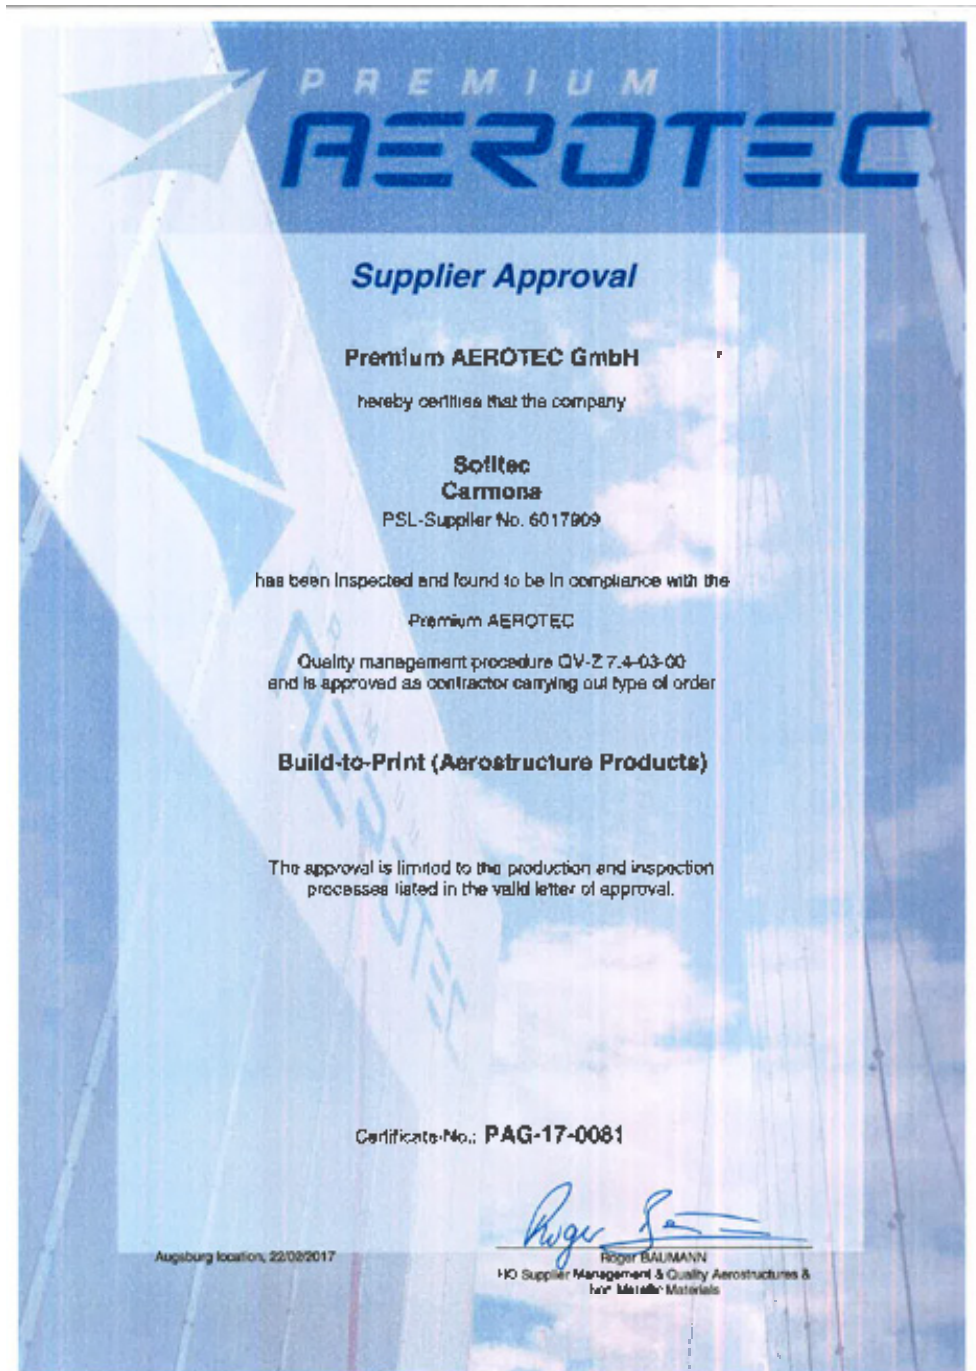 PREMIUM
AEROTEC
Supplier Approval
Premium AEROTEC GmbH
hereby certifies that the company
Sofitec
Carmona
PSL-Supplier No. 6017909
has been inspected and found to be in compliance with the
Premium AEROTEC
Quality management procedure QV-Z 7.4-03-00
and is approved as contractor carrying out type of order
Build-to-Print (Aerostructure Products)
The approval is limited to the production and inspection
processes listed in the valid letter of approval.
Certificate-No.: PAG-17-0081
Roger
Augsburg location, 22/02/2017
Roger BAUMANN
HO Supplier Management & Quality Aerostructures &
Metallic Materials